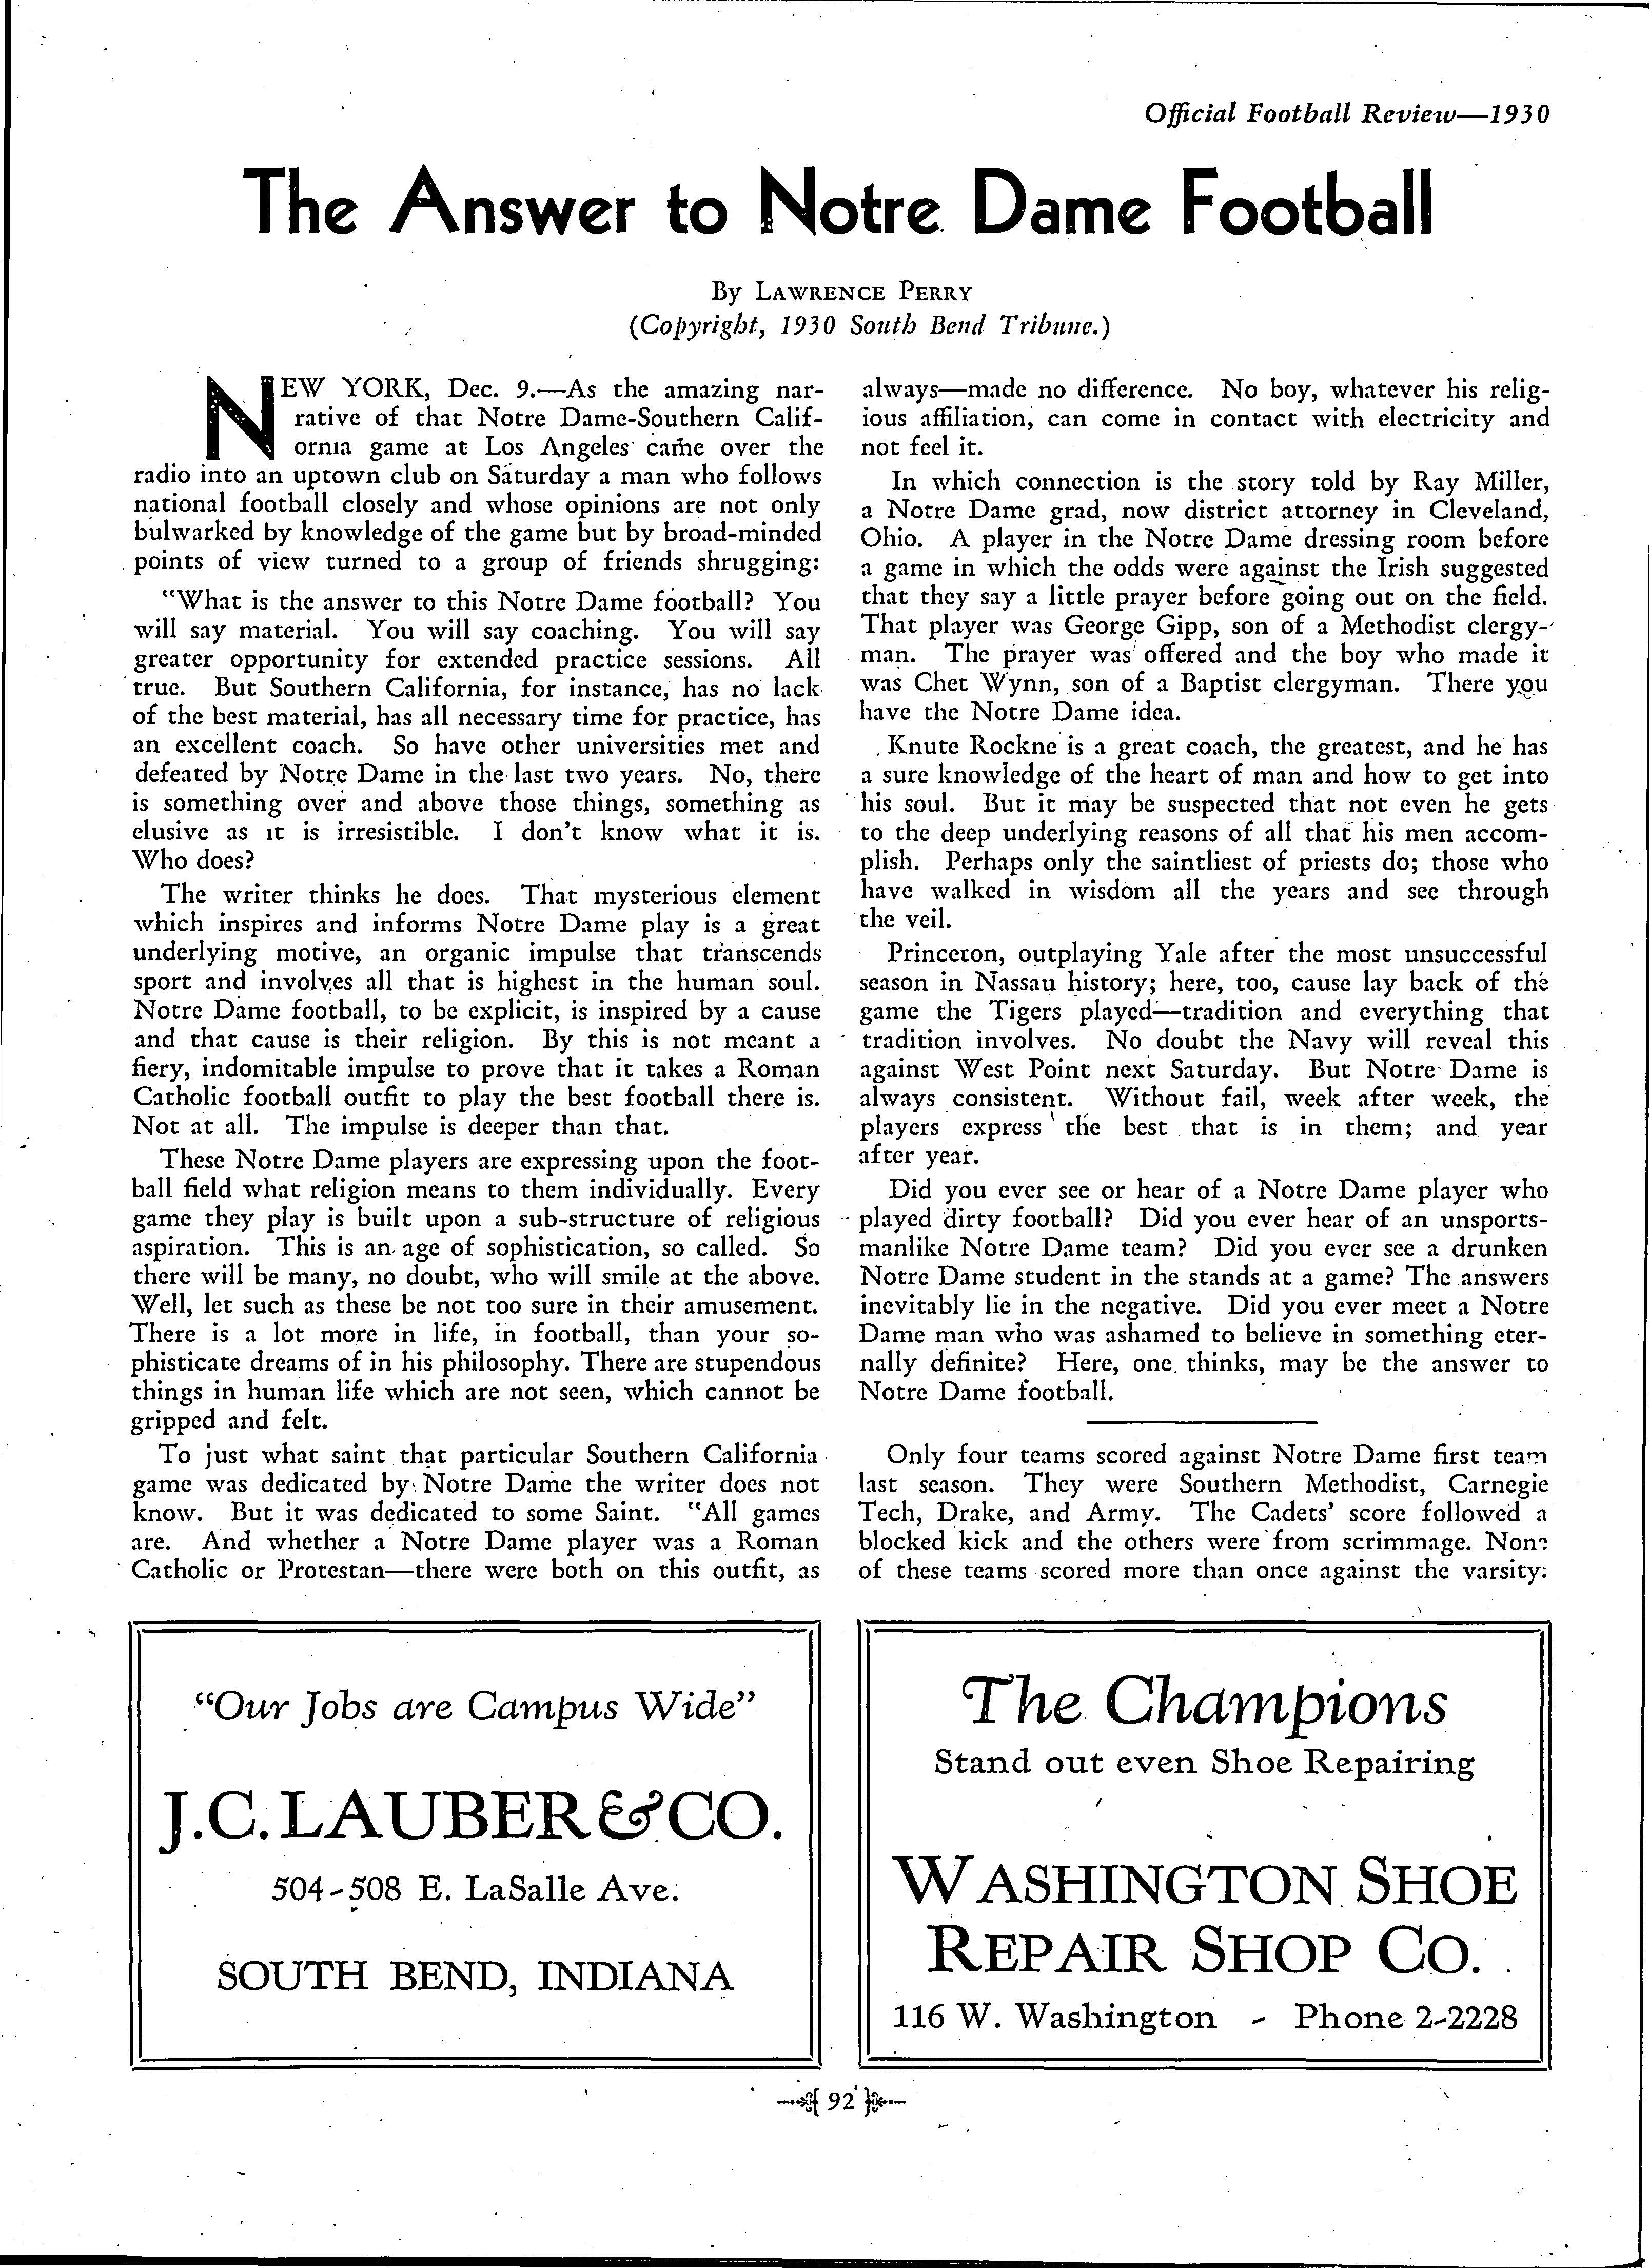 Official Football Review—1930
The Answer to Notre Dame Football
By LAWRENCE PERRY
(Copyright, 1930 South Bend Tribune.)
NEW YORK, Dec. 9.—As the amazing nar-
rative of that Notre Dame-Southern Calif-
ornia game at Los Angeles came over the
radio into an uptown club on Saturday a man who follows
national football closely and whose opinions are not only
bulwarked by knowledge of the game but by broad-minded
points of view turned to a group of friends shrugging:
"What is the answer to this Notre Dame football? You
will say material. You will say coaching. You will say
greater opportunity for extended practice sessions. All
true. But Southern California, for instance, has no lack
of the best material, has all necessary time for practice, has
an excellent coach. So have other universities met and
defeated by Notre Dame in the last two years. No, there
is something over and above those things, something as
elusive as it is irresistible. I don't know what it is.
Who does?
The writer thinks he does. That mysterious element
which inspires and informs Notre Dame play is a great
underlying motive, an organic impulse that transcends
sport and involves all that is highest in the human soul.
Notre Dame football, to be explicit, is inspired by a cause
and that cause is their religion. By this is not meant a
fiery, indomitable impulse to prove that it takes a Roman
Catholic football outfit to play the best football there is.
Not at all. The impulse is deeper than that.
These Notre Dame players are expressing upon the foot-
ball field what religion means to them individually. Every
game they play is built upon a sub-structure of religious
aspiration. This is an age of sophistication, so called. So
there will be many, no doubt, who will smile at the above.
Well, let such as these be not too sure in their amusement.
There is a lot more in life, in football, than your so-
phisticate dreams of in his philosophy. There are stupendous
things in human life which are not seen, which cannot be
gripped and felt.
To just what saint that particular Southern California
game was dedicated by Notre Dame the writer does not
know. But it was dedicated to some Saint. "All games
are. And whether a Notre Dame player was a Roman
Catholic or Protestan—there were both on this outfit, as
always—made no difference. No boy, whatever his relig-
ious affiliation, can come in contact with electricity and
not feel it.
In which connection is the story told by Ray Miller,
a Notre Dame grad, now district attorney in Cleveland,
Ohio. A player in the Notre Dame dressing room before
a game in which the odds were against the Irish suggested
that they say a little prayer before going out on the field.
That player was George Gipp, son of a Methodist clergy-
man. The prayer was offered and the boy who made it
was Chet Wynn, son of a Baptist clergyman. There you
have the Notre Dame idea.
Knute Rockne is a great coach, the greatest, and he has
a sure knowledge of the heart of man and how to get into
his soul. But it may be suspected that not even he gets
to the deep underlying reasons of all that his men accom-
plish. Perhaps only the saintliest of priests do; those who
have walked in wisdom all the years and see through
the veil.
Princeton, outplaying Yale after the most unsuccessful
season in Nassau history; here, too, cause lay back of the
game the Tigers played—tradition and everything that
tradition involves. No doubt the Navy will reveal this
against West Point next Saturday. But Notre Dame is
always consistent. Without fail, week after week, the
players express the best that is in them; and year
after year.
Did you ever see or hear of a Notre Dame player who
played dirty football? Did you ever hear of an unsports-
manlike Notre Dame team? Did you ever see a drunken
Notre Dame student in the stands at a game? The answers
inevitably lie in the negative. Did you ever meet a Notre
Dame man who was ashamed to believe in something eter-
nally definite? Here, one thinks, may be the answer to
Notre Dame football.
Only four teams scored against Notre Dame first team
last season. They were Southern Methodist, Carnegie
Tech, Drake, and Army. The Cadets' score followed a
blocked kick and the others were from scrimmage. None
of these teams scored more than once against the varsity.
"Our Jobs are Campus Wide"
J.C. LAUBER & CO.
504-508 E. LaSalle Ave.
SOUTH BEND, INDIANA
The Champions
Stand out even Shoe Repairing
WASHINGTON SHOE
REPAIR SHOP CO.
116 W. Washington - Phone 2-2228
92